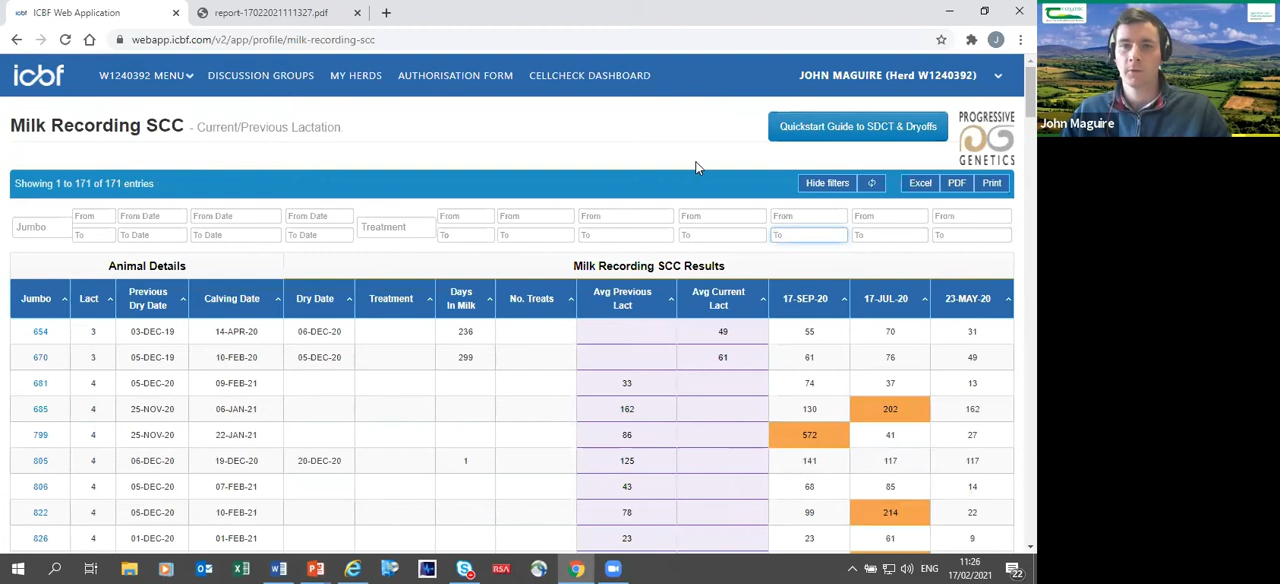 ICBF Web Application
report-17022021111327.pdf
webapp.icbf.com/v2/app/profile/milk-recording-scc
icbf W1240392 MENU DISCUSSION GROUPS MY HERDS AUTHORISATION FORM CELLCHECK DASHBOARD JOHN MAGUIRE (Herd W1240392)
Milk Recording SCC - Current/Previous Lactation
Quickstart Guide to SDCT & Dryoffs
PROGRESSIVE
GENETICS
Showing 1 to 171 of 171 entries Hide filters Excel PDF Print
From From Date From Date From Date From From From From From From From
Jumbo Treatment
To To Date To Date To Date To To To To To To To
Animal Details Milk Recording SCC Results
Jumbo Lact Previous Dry Date Calving Date Dry Date Treatment Days In Milk No. Treats Avg Previous Lact Avg Current Lact 17-SEP-20 17-JUL-20 23-MAY-20
654 3 03-DEC-19 14-APR-20 06-DEC-20 236 49 55 70 31
670 3 05-DEC-19 10-FEB-20 05-DEC-20 299 61 61 76 49
681 4 05-DEC-20 09-FEB-21 33 74 37 13
685 4 25-NOV-20 06-JAN-21 162 130 202 162
799 4 25-NOV-20 22-JAN-21 86 572 41 27
805 4 06-DEC-20 19-DEC-20 20-DEC-20 1 125 141 117 117
806 4 05-DEC-20 07-FEB-21 43 68 85 14
822 4 05-DEC-20 10-FEB-21 78 99 214 22
826 4 01-DEC-20 02-FEB-21 23 23 61 9
John Maguire
ENG
11:26
17/02/2021
22